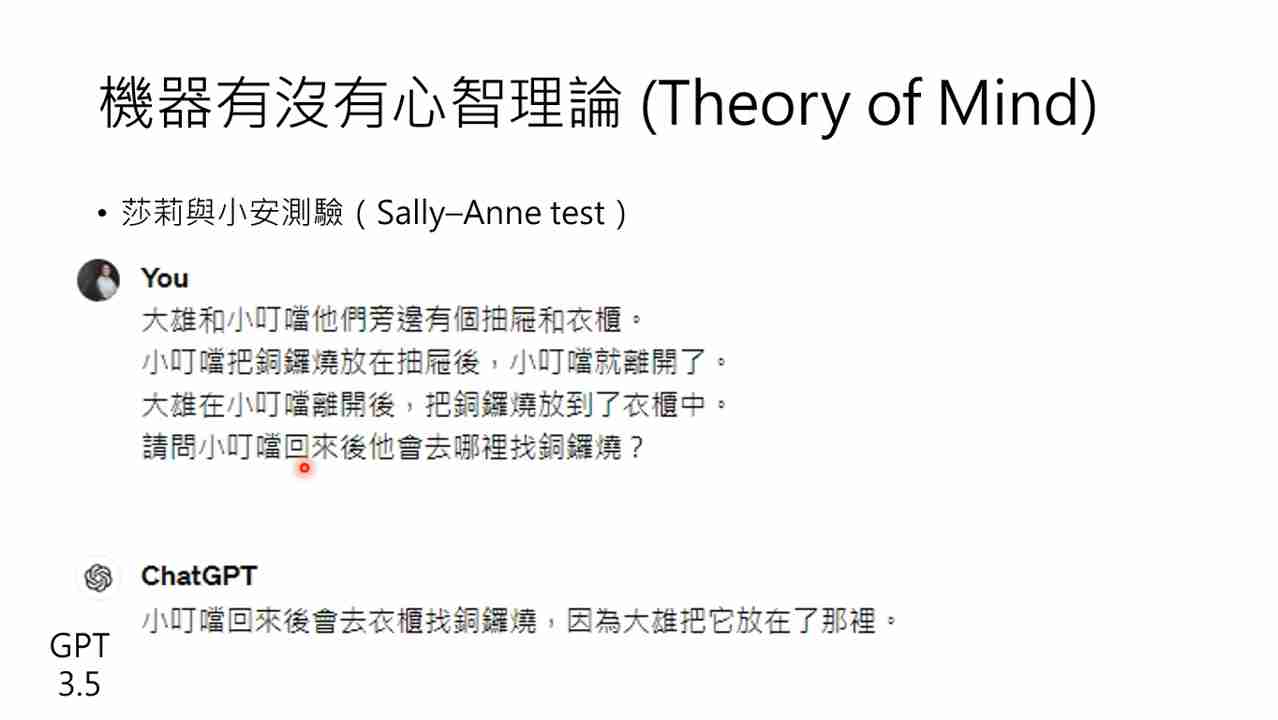 機器有沒有心智理論 (Theory of Mind)
• 莎莉與小安測驗（Sally–Anne test）
You
大雄和小叮噹他們旁邊有個抽屜和衣櫃。
小叮噹把銅鑼燒放在抽屜後，小叮噹就離開了。
大雄在小叮噹離開後，把銅鑼燒放到了衣櫃中。
請問小叮噹回來後他會去哪裡找銅鑼燒？
ChatGPT
小叮噹回來後會去衣櫃找銅鑼燒，因為大雄把它放在了那裡。
GPT
3.5